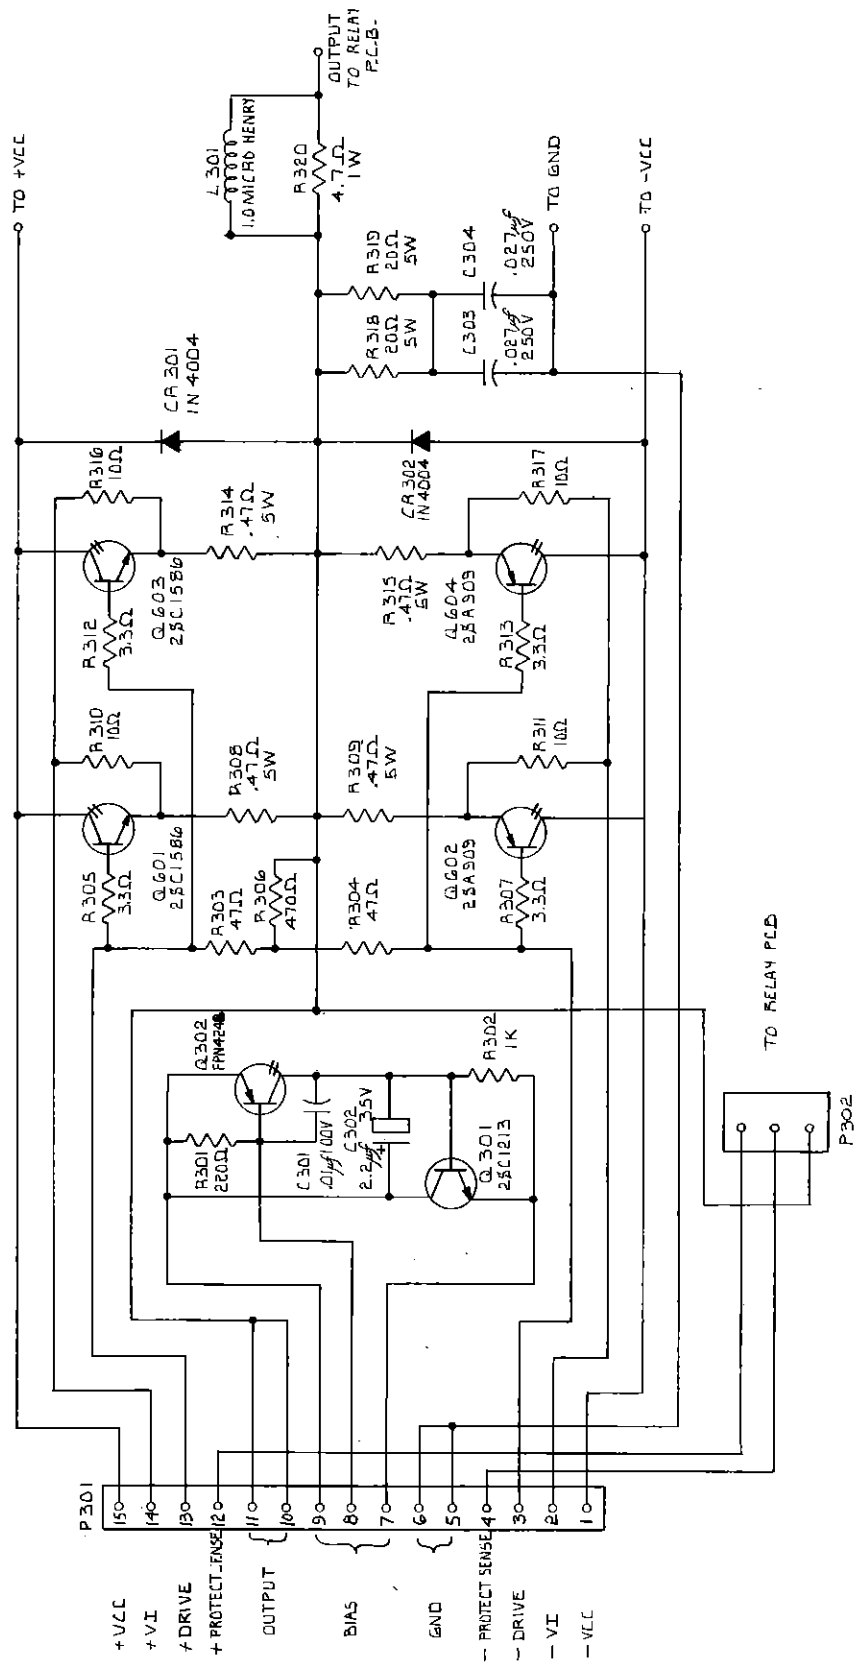 P301
+VCC
15
+VI
14
+DRIVE
13
+PROTECT SENSE
12
OUTPUT
11
10
BIAS
9
8
7
GND
6
5
- PROTECT SENSE
4
- DRIVE
3
- VI
2
- VCC
1
R301
220Ω
Q302
C301
.01µf 100V
C302
2.2µf
35V
Q301
2SC1213
R302
1K
R305
3.3Ω
Q601
2SC1586
R303
47Ω
R306
470Ω
R304
47Ω
R307
3.3Ω
Q602
2SA909
R310
10Ω
R308
.47Ω
5W
R309
.47Ω
5W
R311
10Ω
R312
3.3Ω
Q603
2SC1586
R313
3.3Ω
Q604
2SA909
R316
10Ω
R314
.47Ω
5W
R315
.47Ω
5W
R317
10Ω
CR301
1N4004
CR302
1N4004
R318
20Ω
5W
R319
20Ω
5W
C303
.027µf
250V
C304
.027µf
250V
L301
1.0 MICRO HENRY
R320
4.7Ω
1W
TO +VCC
OUTPUT
TO RELAY
P.C.B.
TO GND
TO -VCC
TO RELAY PCB
P302